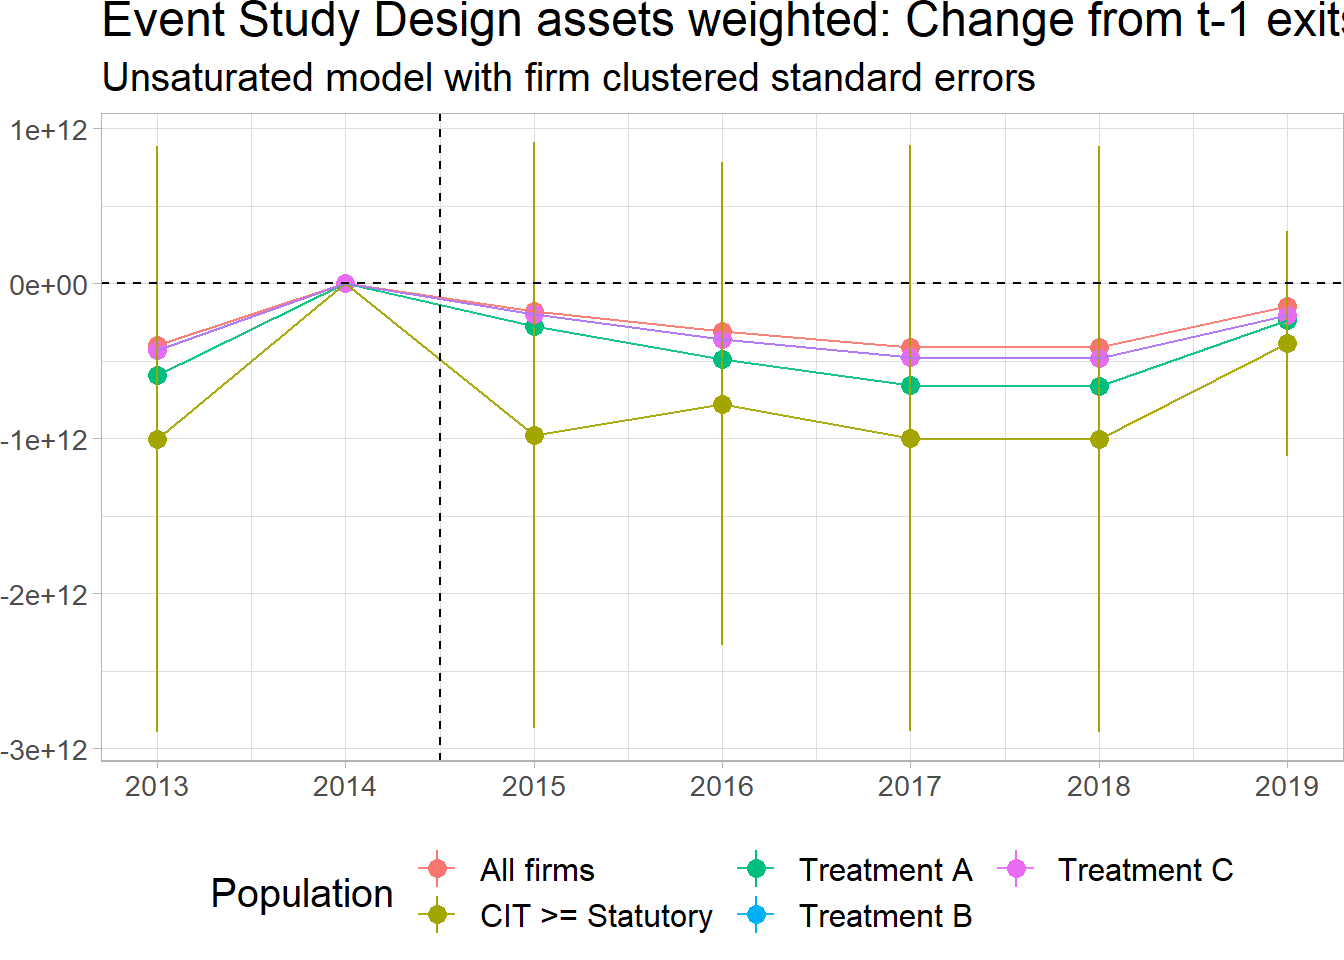 Event Study Design assets weighted: Change from t-1 exits
Unsaturated model with firm clustered standard errors
1e+12
0e+00
-1e+12
-2e+12
-3e+12
2013 2014 2015 2016 2017 2018 2019
Population
All firms Treatment A Treatment C
CIT >= Statutory Treatment B